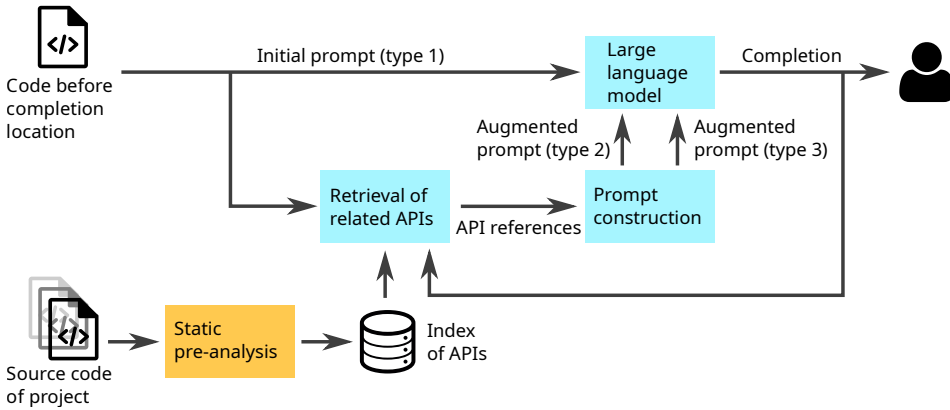 Code before
completion
location
Initial prompt (type 1)
Large
language
model
Completion
Augmented
prompt (type 2)
Augmented
prompt (type 3)
Retrieval of
related APIs
API references
Prompt
construction
Source code
of project
Static
pre-analysis
Index
of APIs